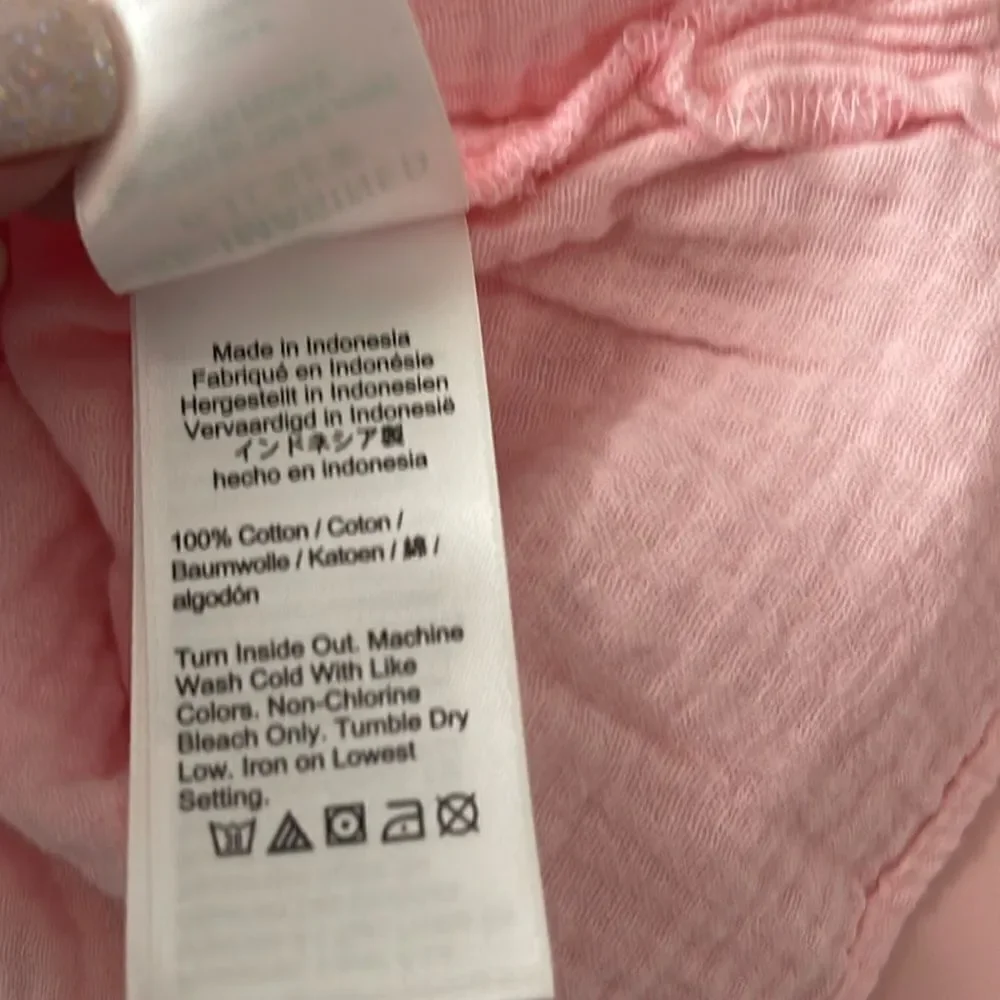 Made in Indonesia
Fabriqué en Indonésie
Hergestellt in Indonesien
Vervaardigd in Indonesië
インドネシア製
hecho en indonesia
100% Cotton / Coton /
Baumwolle / Katoen / 綿 /
algodón
Turn Inside Out. Machine
Wash Cold With Like
Colors. Non-Chlorine
Bleach Only. Tumble Dry
Low. Iron on Lowest
Setting.